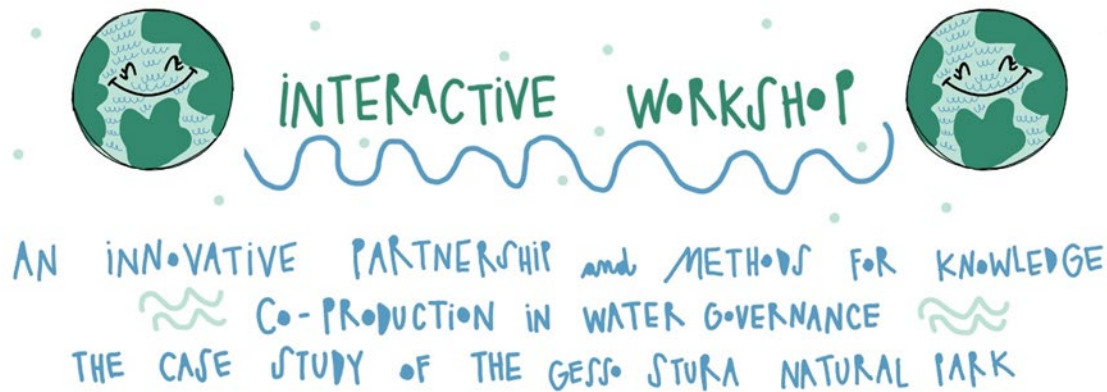 INTERACTIVE WORKSHOP
AN INNOVATIVE PARTNERSHIP and METHODS FOR KNOWLEDGE
CO-PRODUCTION IN WATER GOVERNANCE
THE CASE STUDY OF THE GESSO STURA NATURAL PARK